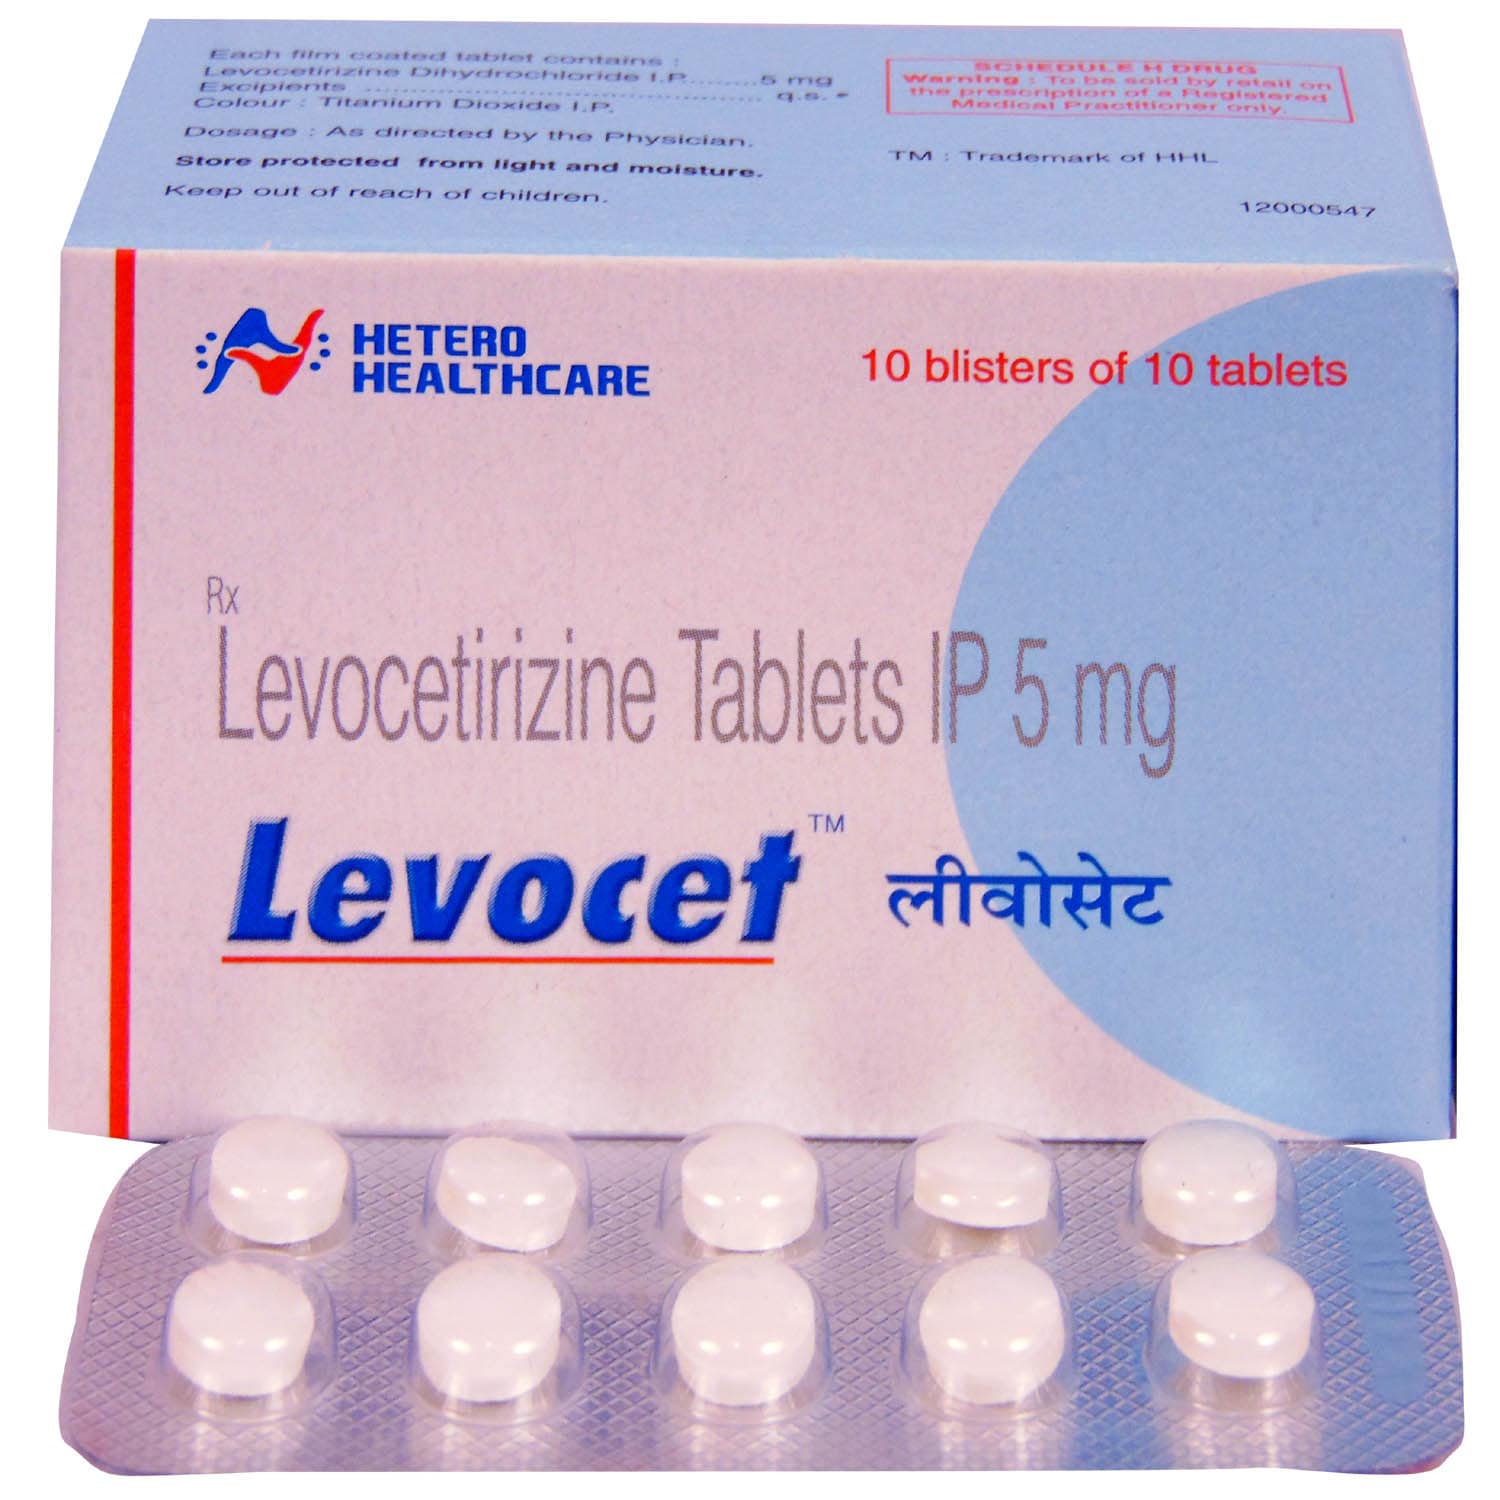 Each film coated tablet contains :
Levocetirizine Dihydrochloride I.P.........5 mg
Excipients ................................................ q.s.
Colour : Titanium Dioxide I.P.
Dosage : As directed by the Physician.
Store protected from light and moisture.
Keep out of reach of children.
SCHEDULE H DRUG
Warning : To be sold by retail on
the prescription of a Registered
Medical Practitioner only.
TM : Trademark of HHL
12000547
HETERO
HEALTHCARE
10 blisters of 10 tablets
Rx
Levocetirizine Tablets IP 5 mg
Levocet™ लीवोसेट